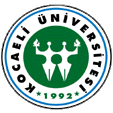 KOCAELİ ÜNİVERSİTESİ
★ 1992 ★